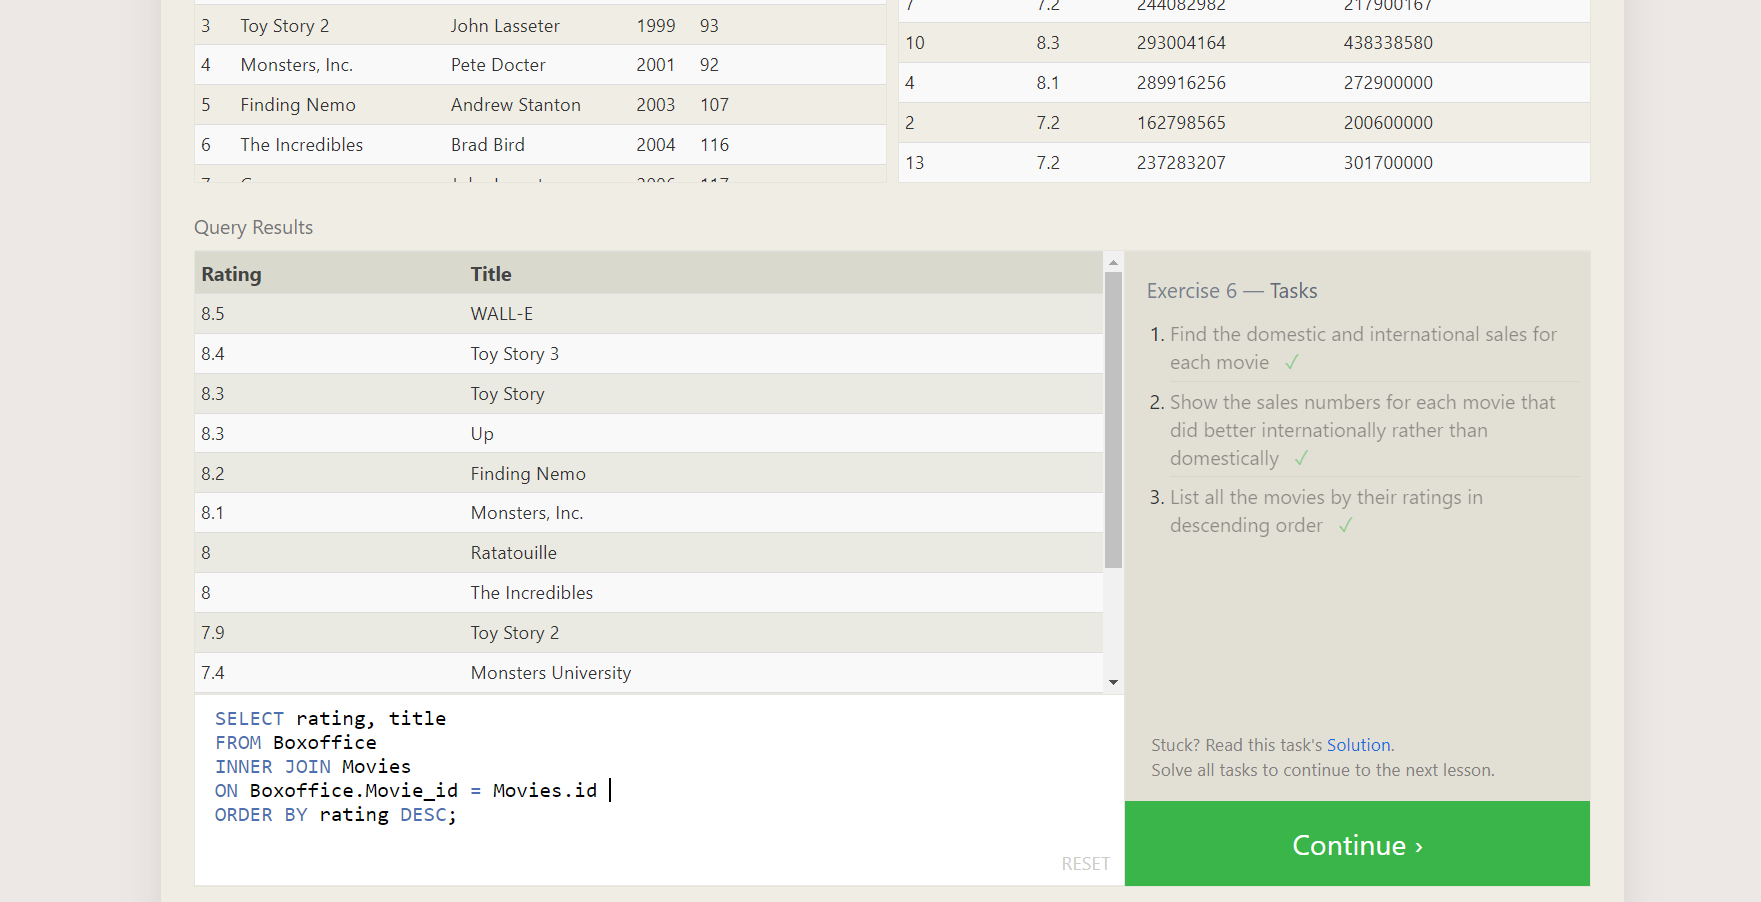 7 7.2 244082982 217900167
3 Toy Story 2 John Lasseter 1999 93
10 8.3 293004164 438338580
4 Monsters, Inc. Pete Docter 2001 92
4 8.1 289916256 272900000
5 Finding Nemo Andrew Stanton 2003 107
2 7.2 162798565 200600000
6 The Incredibles Brad Bird 2004 116
13 7.2 237283207 301700000
Query Results
Rating Title
8.5 WALL-E
8.4 Toy Story 3
8.3 Toy Story
8.3 Up
8.2 Finding Nemo
8.1 Monsters, Inc.
8 Ratatouille
8 The Incredibles
7.9 Toy Story 2
7.4 Monsters University
SELECT rating, title
FROM Boxoffice
INNER JOIN Movies
ON Boxoffice.Movie_id = Movies.id
ORDER BY rating DESC;
RESET
Exercise 6 — Tasks
1. Find the domestic and international sales for
each movie ✓
2. Show the sales numbers for each movie that
did better internationally rather than
domestically ✓
3. List all the movies by their ratings in
descending order ✓
Stuck? Read this task's Solution.
Solve all tasks to continue to the next lesson.
Continue ›